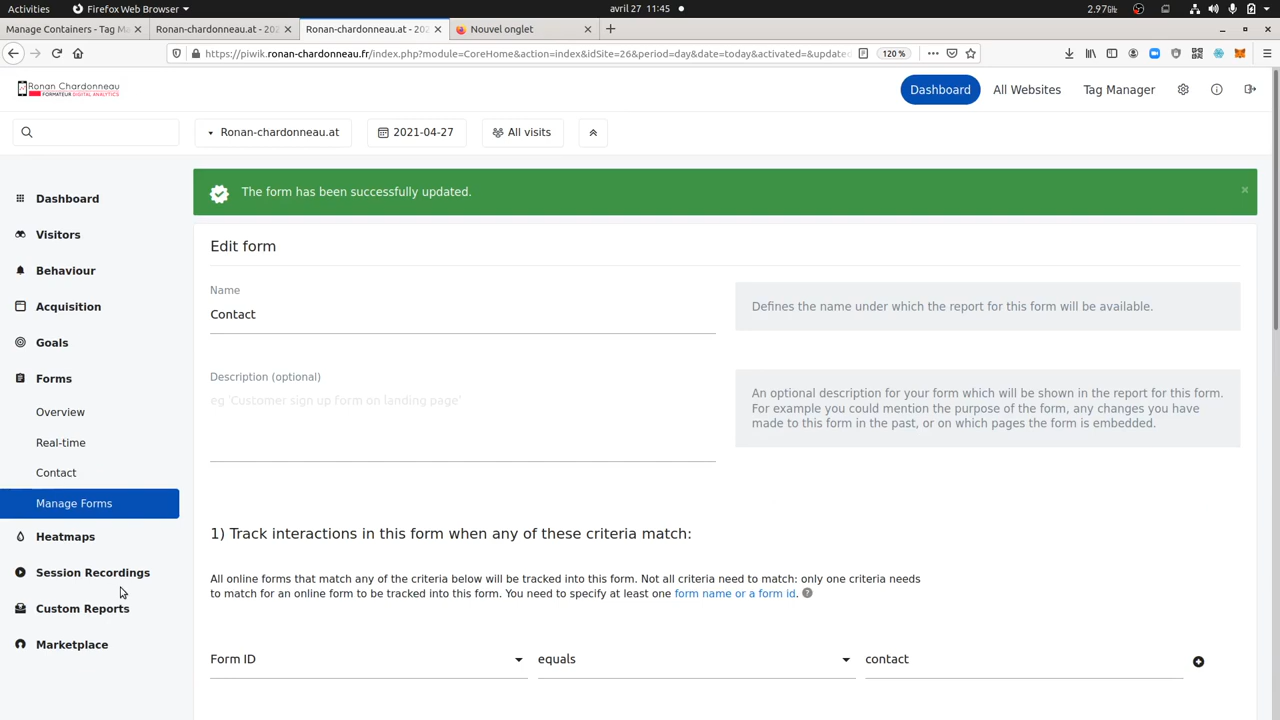 Activities
Firefox Web Browser
avril 27 11:45
2.97
Manage Containers - Tag Ma
Ronan-chardonneau.at - 202
Ronan-chardonneau.at - 202
Nouvel onglet
https://piwik.ronan-chardonneau.fr/index.php?module=CoreHome&action=index&idSite=26&period=day&date=today&activated=&update
120 %
Ronan Chardonneau
FORMATEUR DIGITAL ANALYTICS
Dashboard
All Websites
Tag Manager
Ronan-chardonneau.at
2021-04-27
All visits
Dashboard
Visitors
Behaviour
Acquisition
Goals
Forms
Overview
Real-time
Contact
Manage Forms
Heatmaps
Session Recordings
Custom Reports
Marketplace
The form has been successfully updated.
Edit form
Name
Contact
Defines the name under which the report for this form will be available.
Description (optional)
eg 'Customer sign up form on landing page'
An optional description for your form which will be shown in the report for this form.
For example you could mention the purpose of the form, any changes you have
made to this form in the past, or on which pages the form is embedded.
1) Track interactions in this form when any of these criteria match:
All online forms that match any of the criteria below will be tracked into this form. Not all criteria need to match: only one criteria needs
to match for an online form to be tracked into this form. You need to specify at least one form name or a form id.
Form ID
equals
contact